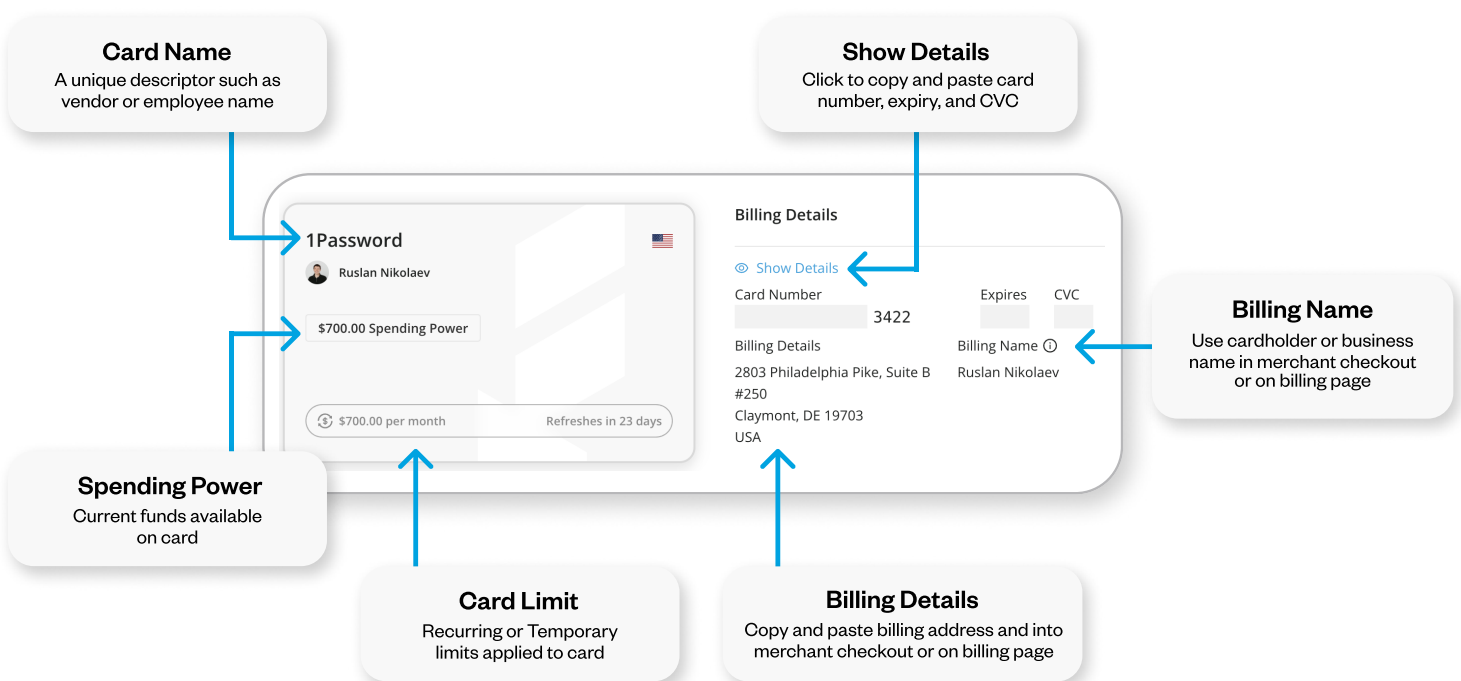 Card Name
A unique descriptor such as
vendor or employee name
Show Details
Click to copy and paste card
number, expiry, and CVC
1Password
Ruslan Nikolaev
$700.00 Spending Power
$700.00 per month
Refreshes in 23 days
Billing Details
Show Details
Card Number
Expires
CVC
3422
Billing Details
Billing Name
2803 Philadelphia Pike, Suite B
Ruslan Nikolaev
#250
Claymont, DE 19703
USA
Billing Name
Use cardholder or business
name in merchant checkout
or on billing page
Spending Power
Current funds available
on card
Card Limit
Recurring or Temporary
limits applied to card
Billing Details
Copy and paste billing address and into
merchant checkout or on billing page